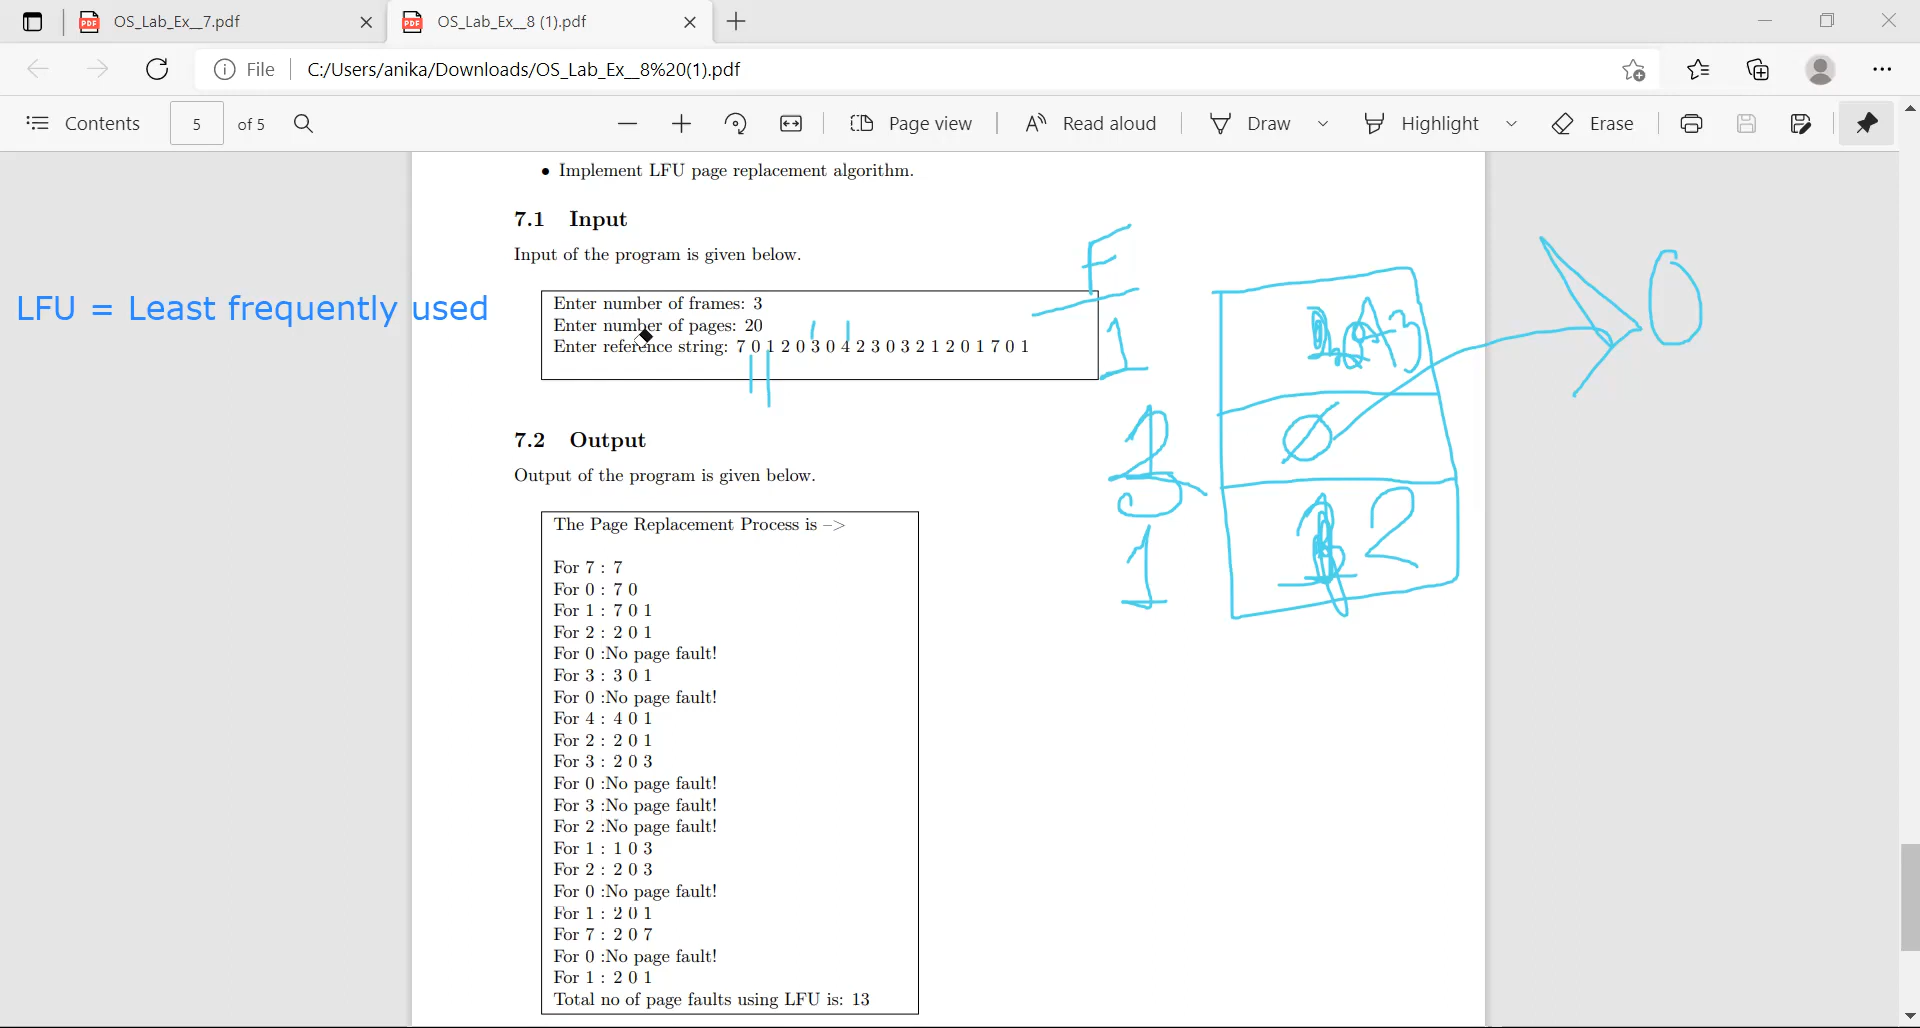 OS_Lab_Ex__7.pdf
OS_Lab_Ex__8 (1).pdf
File
C:/Users/anika/Downloads/OS_Lab_Ex__8%20(1).pdf
Contents
5
of 5
Page view
Read aloud
Draw
Highlight
Erase
• Implement LFU page replacement algorithm.
7.1 Input
Input of the program is given below.
LFU = Least frequently used
Enter number of frames: 3
Enter number of pages: 20
Enter reference string: 7 0 1 2 0 3 0 4 2 3 0 3 2 1 2 0 1 7 0 1
F
1
1
0
2
7.2 Output
Output of the program is given below.
The Page Replacement Process is –>
For 7 : 7
For 0 : 7 0
For 1 : 7 0 1
For 2 : 2 0 1
For 0 :No page fault!
For 3 : 3 0 1
For 0 :No page fault!
For 4 : 4 0 1
For 2 : 2 0 1
For 3 : 2 0 3
For 0 :No page fault!
For 3 :No page fault!
For 2 :No page fault!
For 1 : 1 0 3
For 2 : 2 0 3
For 0 :No page fault!
For 1 : 2 0 1
For 7 : 2 0 7
For 0 :No page fault!
For 1 : 2 0 1
Total no of page faults using LFU is: 13